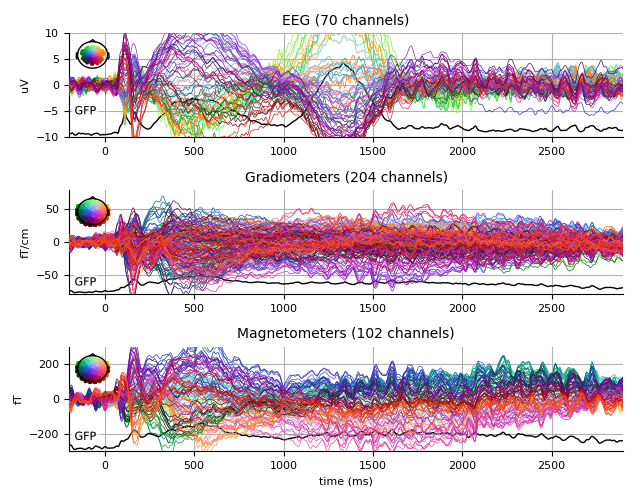 EEG (70 channels)
10
5
0
−5
−10
uV
GFP
0 500 1000 1500 2000 2500
Gradiometers (204 channels)
50
0
−50
fT/cm
GFP
0 500 1000 1500 2000 2500
Magnetometers (102 channels)
200
0
−200
fT
GFP
0 500 1000 1500 2000 2500
time (ms)